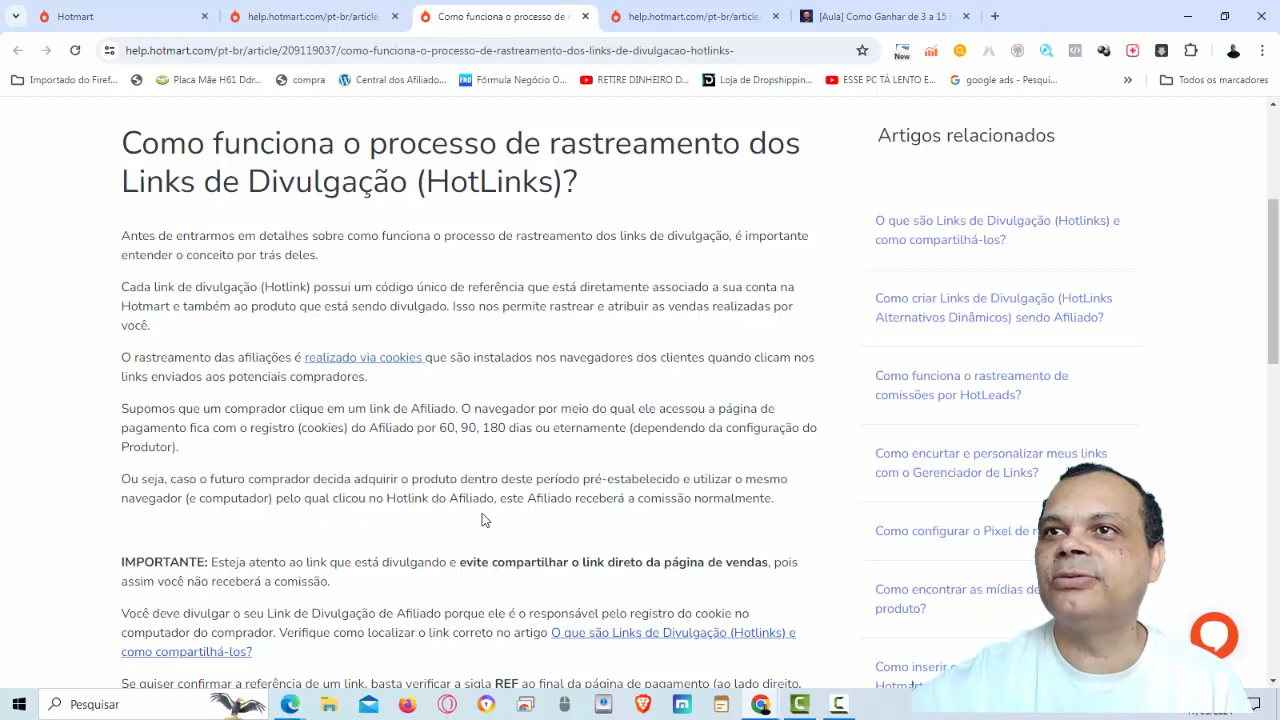 Hotmart
help.hotmart.com/pt-br/article
Como funciona o processo de r
help.hotmart.com/pt-br/article
[Aula] Como Ganhar de 3 a 15
help.hotmart.com/pt-br/article/209119037/como-funciona-o-processo-de-rastreamento-dos-links-de-divulgacao-hotlinks-
New
Importado do Firef...
Placa Mãe H61 Ddr...
compra
Central dos Afiliado...
Fórmula Negócio O...
RETIRE DINHEIRO D...
Loja de Dropshippin...
ESSE PC TÁ LENTO E...
google ads - Pesqui...
»
Todos os marcadores
Como funciona o processo de rastreamento dos
Links de Divulgação (HotLinks)?
Antes de entrarmos em detalhes sobre como funciona o processo de rastreamento dos links de divulgação, é importante
entender o conceito por trás deles.
Cada link de divulgação (Hotlink) possui um código único de referência que está diretamente associado a sua conta na
Hotmart e também ao produto que está sendo divulgado. Isso nos permite rastrear e atribuir as vendas realizadas por
você.
O rastreamento das afiliações é realizado via cookies que são instalados nos navegadores dos clientes quando clicam nos
links enviados aos potenciais compradores.
Supomos que um comprador clique em um link de Afiliado. O navegador por meio do qual ele acessou a página de
pagamento fica com o registro (cookies) do Afiliado por 60, 90, 180 dias ou eternamente (dependendo da configuração do
Produtor).
Ou seja, caso o futuro comprador decida adquirir o produto dentro deste período pré-estabelecido e utilizar o mesmo
navegador (e computador) pelo qual clicou no Hotlink do Afiliado, este Afiliado receberá a comissão normalmente.
IMPORTANTE: Esteja atento ao link que está divulgando e evite compartilhar o link direto da página de vendas, pois
assim você não receberá a comissão.
Você deve divulgar o seu Link de Divulgação de Afiliado porque ele é o responsável pelo registro do cookie no
computador do comprador. Verifique como localizar o link correto no artigo O que são Links de Divulgação (Hotlinks) e
como compartilhá-los?
Se quiser confirmar a referência de um link, basta verificar a sigla REF ao final da página de pagamento (ao lado direito,
Artigos relacionados
O que são Links de Divulgação (Hotlinks) e
como compartilhá-los?
Como criar Links de Divulgação (HotLinks
Alternativos Dinâmicos) sendo Afiliado?
Como funciona o rastreamento de
comissões por HotLeads?
Como encurtar e personalizar meus links
com o Gerenciador de Links?
Como configurar o Pixel de r
Como encontrar as mídias de
produto?
Como inserir o
Hotmar
Pesquisar